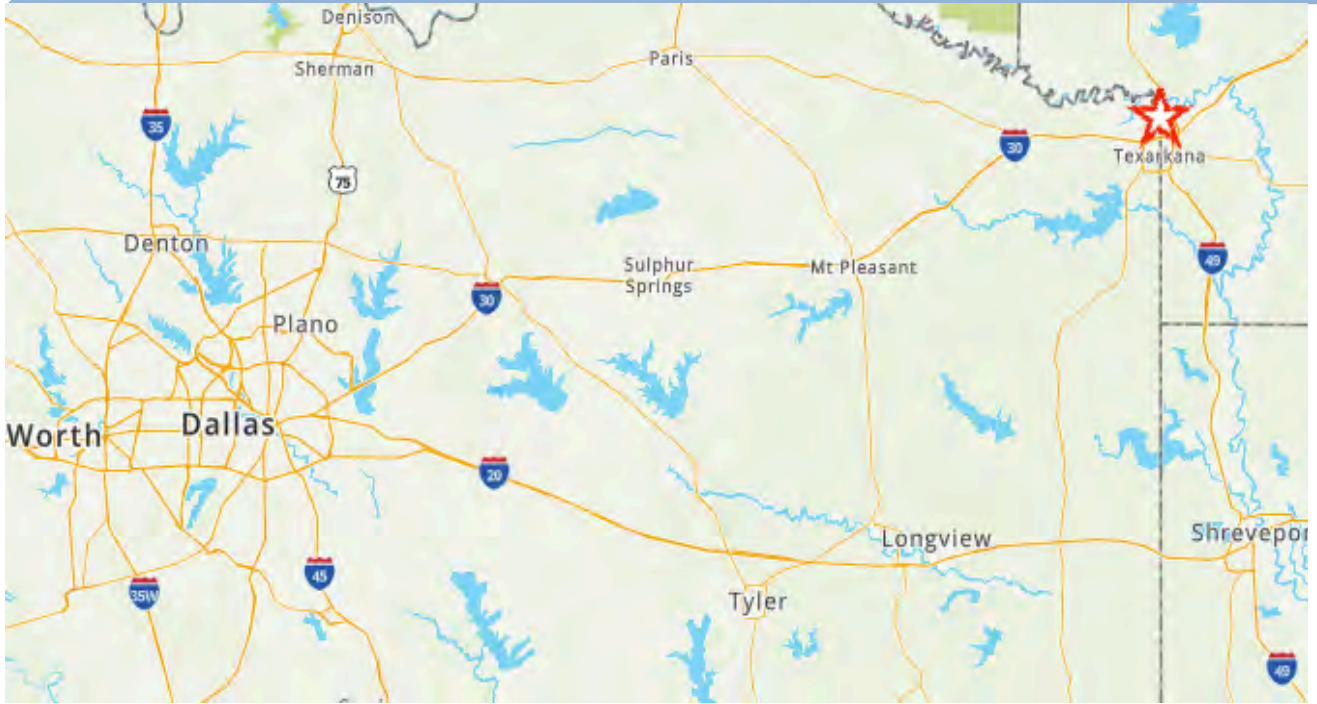 Denison
Sherman
Paris
35
30
75
Texarkana
Denton
49
Sulphur
Springs
Mt Pleasant
30
Plano
Worth
Dallas
20
Longview
Shrevepor
45
35W
Tyler
49